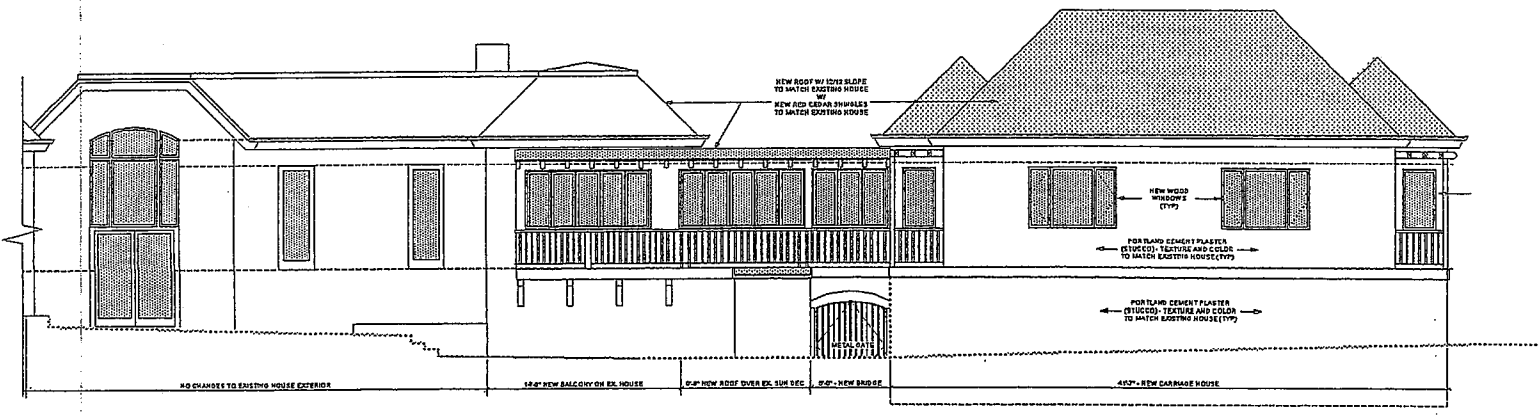 NEW ROOF W/ 12/12 SLOPE
TO MATCH EXISTING HOUSE
W/
NEW RED CEDAR SHINGLES
TO MATCH EXISTING HOUSE
NEW WOOD
WINDOWS
(TYP)
PORTLAND CEMENT PLASTER
(STUCCO) - TEXTURE AND COLOR
TO MATCH EXISTING HOUSE (TYP)
PORTLAND CEMENT PLASTER
(STUCCO) - TEXTURE AND COLOR
TO MATCH EXISTING HOUSE (TYP)
METAL GATE
NO CHANGES TO EXISTING HOUSE EXTERIOR
NEW BALCONY ON EX. HOUSE
NEW ROOF OVER EX. SUN DEC
NEW BRIDGE
NEW CARRIAGE HOUSE